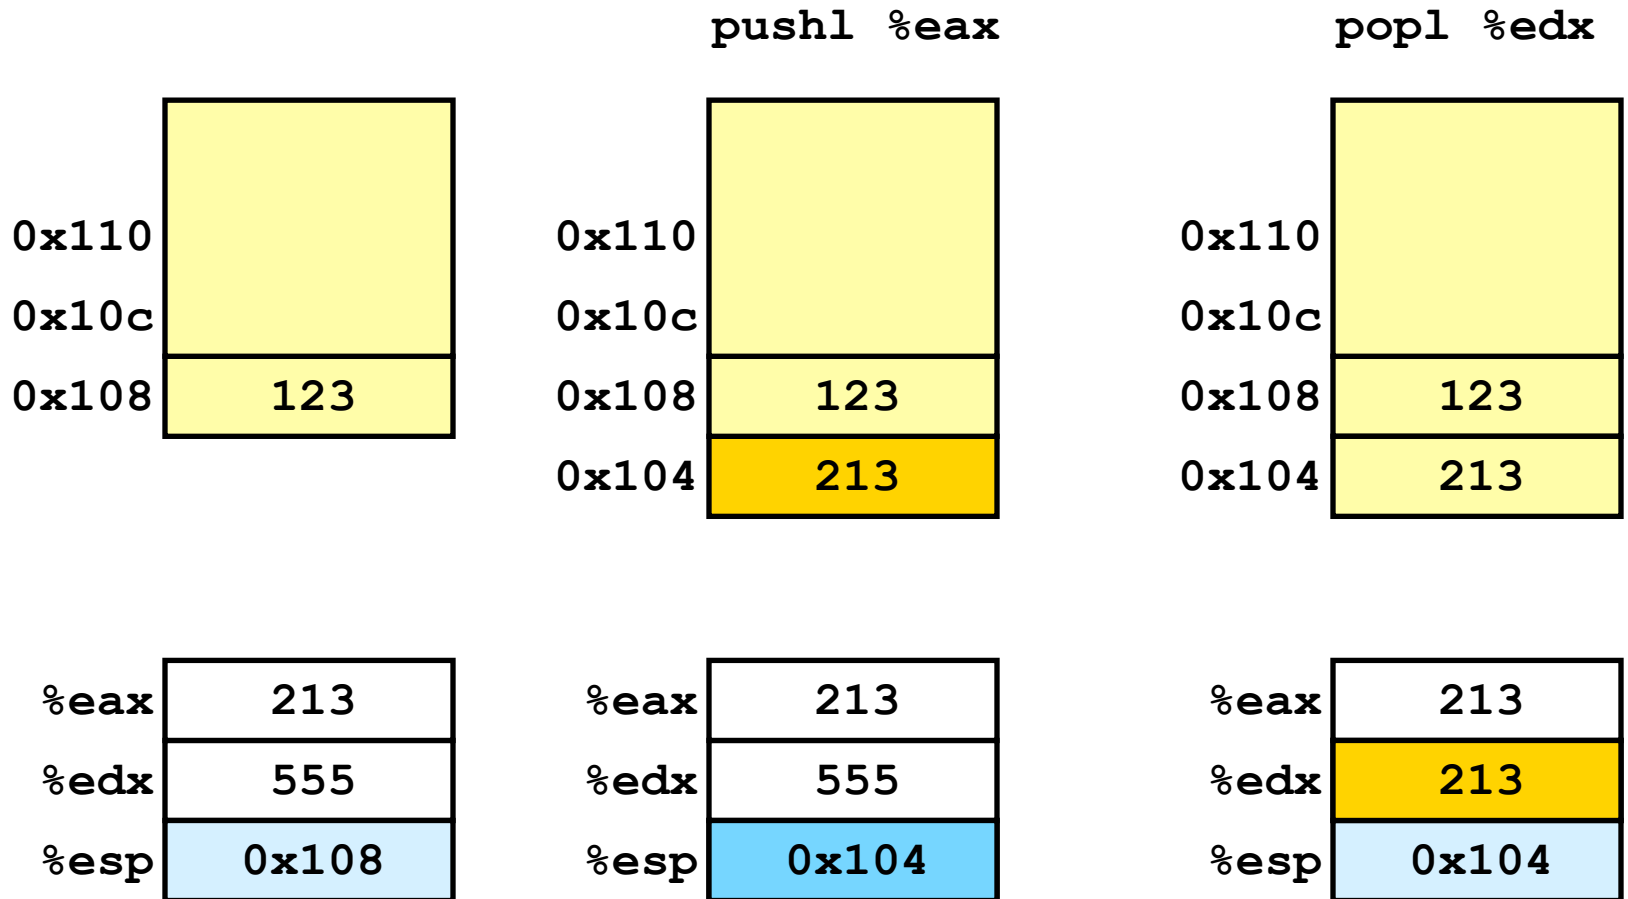 pushl %eax popl %edx
0x110 0x110 0x110
0x10c 0x10c 0x10c
0x108 123 0x108 123 0x108 123
0x104 213 0x104 213
%eax 213 %eax 213 %eax 213
%edx 555 %edx 555 %edx 213
%esp 0x108 %esp 0x104 %esp 0x104